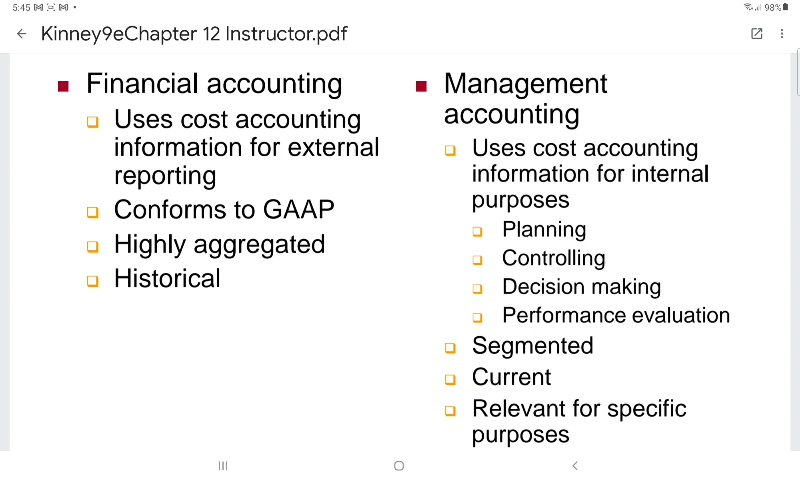 5:45
98%
Kinney9eChapter 12 Instructor.pdf
Financial accounting
Uses cost accounting
information for external
reporting
Conforms to GAAP
Highly aggregated
Historical
Management
accounting
Uses cost accounting
information for internal
purposes
Planning
Controlling
Decision making
Performance evaluation
Segmented
Current
Relevant for specific
purposes